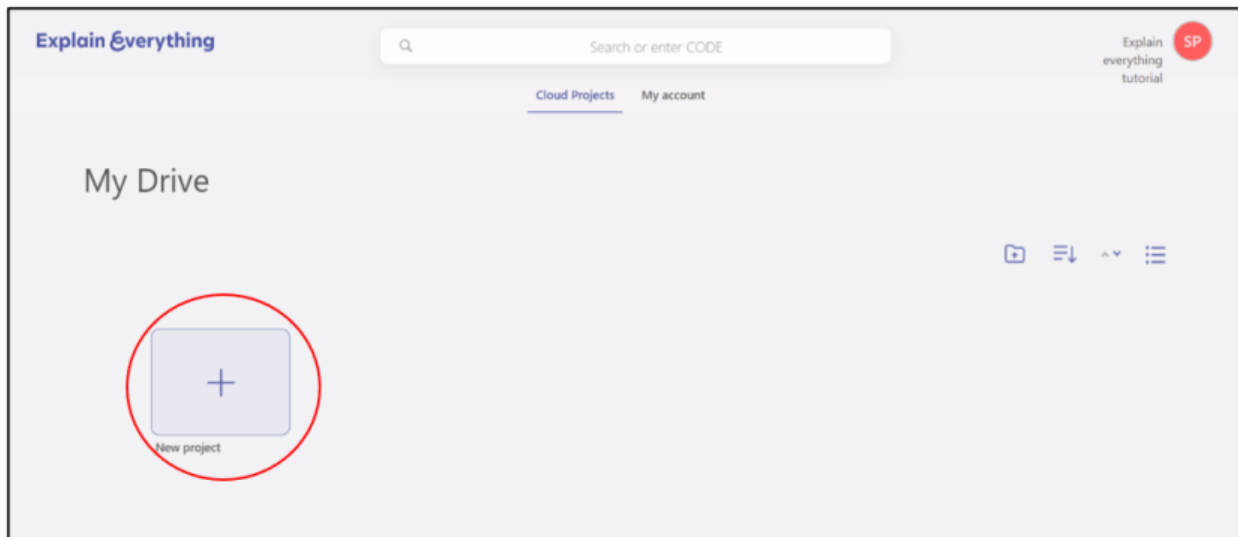 Explain Everything
Search or enter CODE
Explain
everything
tutorial
SP
Cloud Projects
My account
My Drive
New project